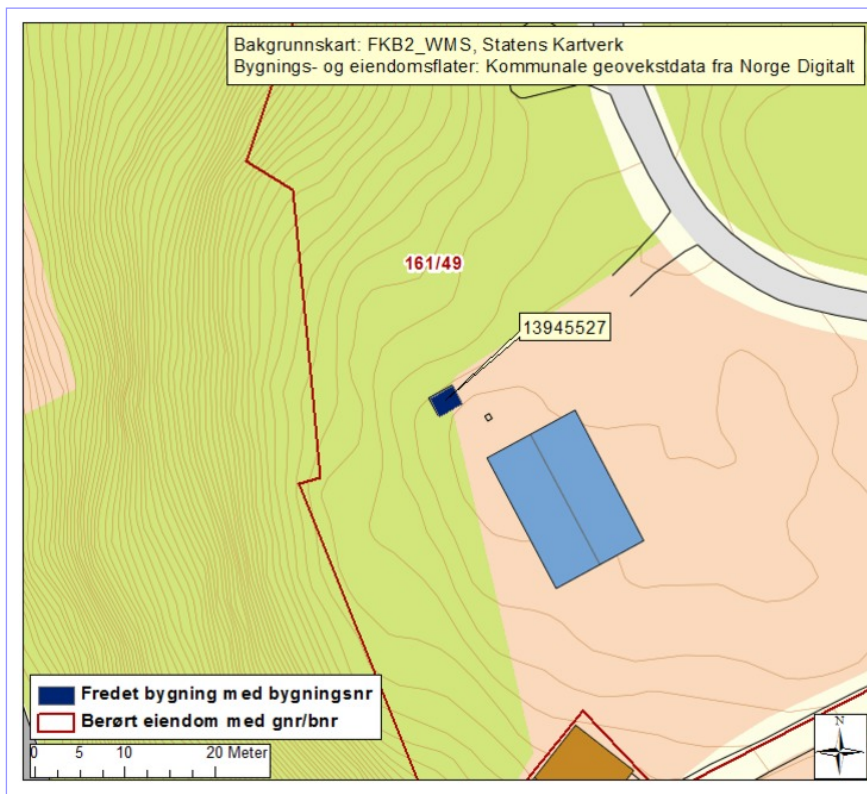 Bakgrunnskart: FKB2_WMS, Statens Kartverk
Bygnings- og eiendomsflater: Kommunale geovekstdata fra Norge Digitalt
161/49
13945527
Fredet bygning med bygningsnr
Berørt eiendom med gnr/bnr
0 5 10 20 Meter
N